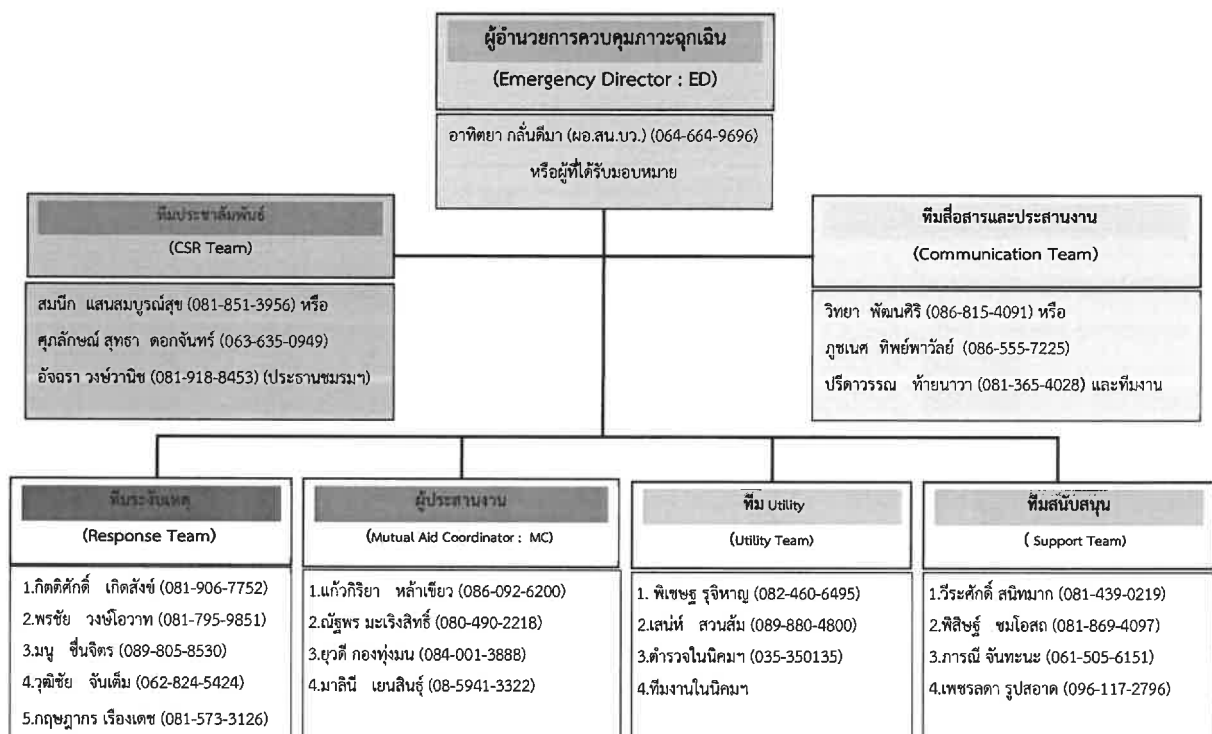 ผู้อำนวยการควบคุมภาวะฉุกเฉิน
(Emergency Director : ED)
อาทิตยา กลั่นดีมา (ผอ.สน.บว.) (064-664-9696)
หรือผู้ที่ได้รับมอบหมาย
ทีมประชาสัมพันธ์
(CSR Team)
สมนึก แสนสมบูรณ์สุข (081-851-3956) หรือ
ศุภลักษณ์ สุทธา ดอกจันทร์ (063-635-0949)
อัจฉรา วงษ์วานิช (081-918-8453) (ประธานชมรมฯ)
ทีมสื่อสารและประสานงาน
(Communication Team)
วิทยา พัฒนศิริ (086-815-4091) หรือ
ภูชเนศ ทิพย์พาวัลย์ (086-555-7225)
ปรีดาวรรณ ท้ายนาวา (081-365-4028) และทีมงาน
ทีมระงับเหตุ
(Response Team)
1.กิตติศักดิ์ เกิดสังข์ (081-906-7752)
2.พรชัย วงษ์โอวาท (081-795-9851)
3.มนู ชื่นจิตร (089-805-8530)
4.วุฒิชัย จันเต็ม (062-824-5424)
5.กฤษฎากร เรืองเดช (081-573-3126)
ผู้ประสานงาน
(Mutual Aid Coordinator : MC)
1.แก้วกิริยา หล้าเขียว (086-092-6200)
2.ณัฐพร มะเริงสิทธิ์ (080-490-2218)
3.ยุวดี กองทุ่งมน (084-001-3888)
4.มาลินี เยนสินธุ์ (08-5941-3322)
ทีม Utility
(Utility Team)
1. พิเชษฐ รุจิหาญ (082-460-6495)
2.เสน่ห์ สวนส้ม (089-880-4800)
3.ตำรวจในนิคมฯ (035-350135)
4.ทีมงานในนิคมฯ
ทีมสนับสนุน
( Support Team)
1.วีระศักดิ์ สนิทมาก (081-439-0219)
2.พิสิษฐ์ ชมโอสถ (081-869-4097)
3.ภารณี จันทะนะ (061-505-6151)
4.เพชรลดา รูปสอาด (096-117-2796)